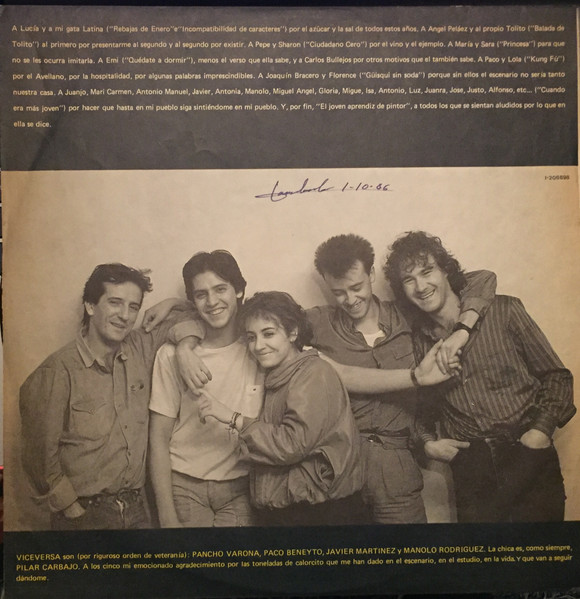 A Lucía y a mi gata Latina ("Rebajas de Enero"e"Incompatibilidad de caracteres") por el azúcar y la sal de todos estos años. A Angel Peláez y al propio Tolito ("Balada de
Tolito") al primero por presentarme al segundo y al segundo por existir. A Pepe y Sharon ("Ciudadano Cero") por el vino y el ejemplo. A María y Sara ("Princesa") para que
no se les ocurra imitarla. A Emi ("Quédate a dormir"), menos el verso que ella sabe, y a Carlos Bullejos por otros motivos que el también sabe. A Paco y Lola ("Kung Fú")
por el Avellano, por la hospitalidad, por algunas palabras imprescindibles. A Joaquín Bracero y Florence ("Güisqui sin soda") porque sin ellos el escenario no sería tanto
nuestra casa. A Juanjo, Mari Carmen, Antonio Manuel, Javier, Antonia, Manolo, Miguel Angel, Gloria, Migue, Isa, Antonio, Luz, Juanra, Jose, Justo, Alfonso, etc... ("Cuando
era más joven") por hacer que hasta en mi pueblo siga sintiéndome en mi pueblo. Y, por fin, "El joven aprendiz de pintor", a todos los que se sientan aludidos por lo que en
ella se dice.
1-10-86
VICEVERSA son (por riguroso orden de veteranía): PANCHO VARONA, PACO BENEYTO, JAVIER MARTINEZ y MANOLO RODRIGUEZ. La chica es, como siempre,
PILAR CARBAJO. A los cinco mi emocionado agradecimiento por las toneladas de calorcito que me han dado en el escenario, en el estudio, en la vida. Y que van a seguir
dándome.